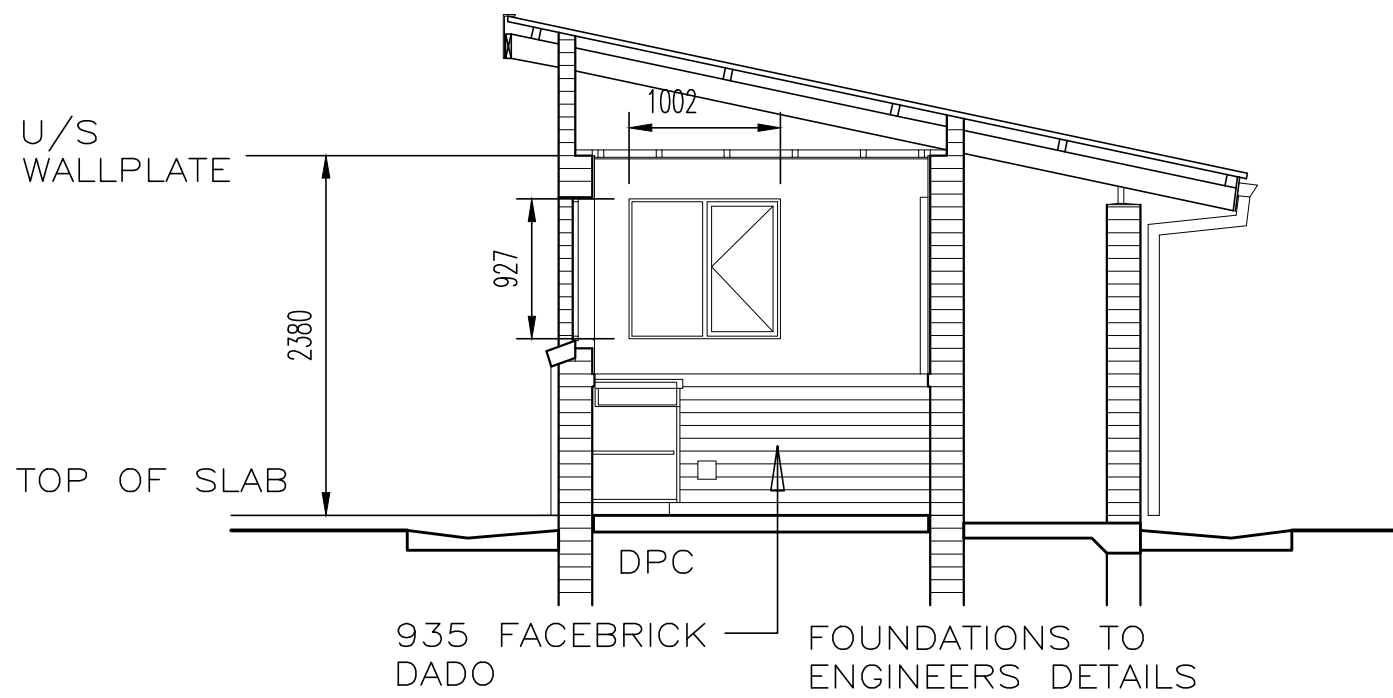 1002
U/S
WALLPLATE
927
2380
TOP OF SLAB
DPC
935 FACEBRICK
DADO
FOUNDATIONS TO
ENGINEERS DETAILS